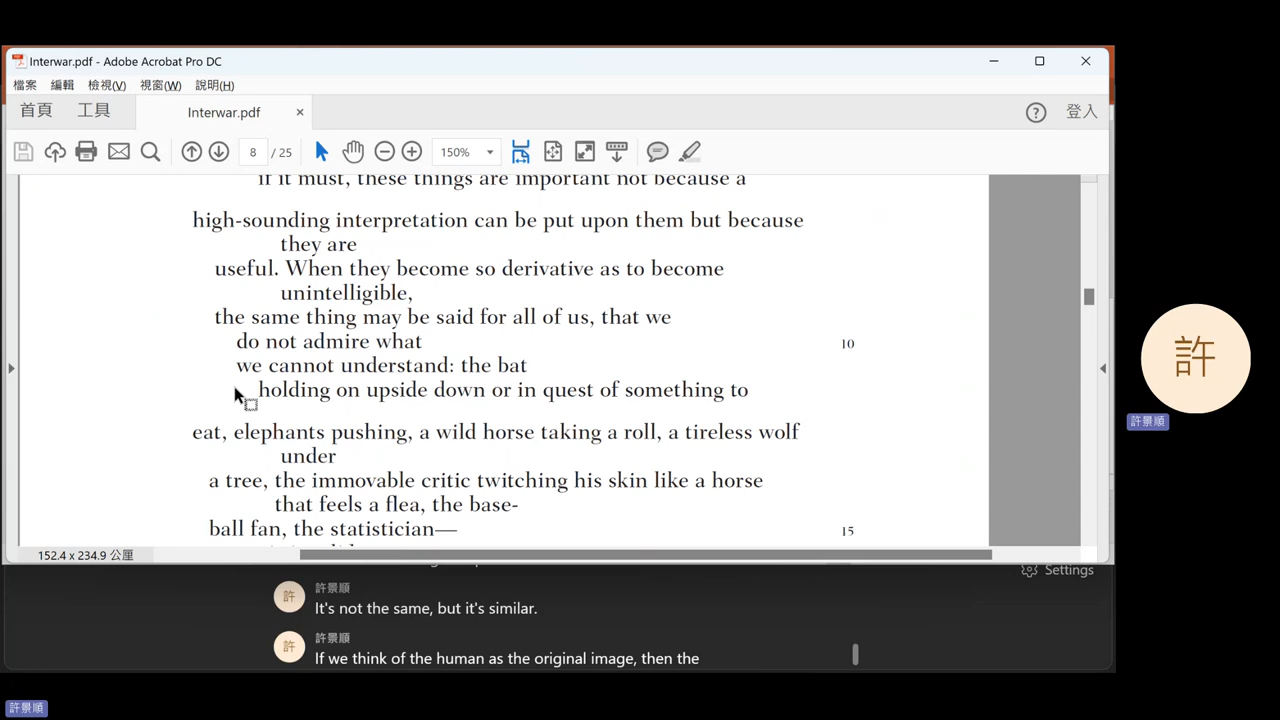 Interwar.pdf - Adobe Acrobat Pro DC
檔案 編輯 檢視(V) 視窗(W) 說明(H)
首頁 工具 Interwar.pdf × 登入
8 / 25 150%
if it must, these things are important not because a
high-sounding interpretation can be put upon them but because
they are
useful. When they become so derivative as to become
unintelligible,
the same thing may be said for all of us, that we
do not admire what 10
we cannot understand: the bat
holding on upside down or in quest of something to
eat, elephants pushing, a wild horse taking a roll, a tireless wolf
under
a tree, the immovable critic twitching his skin like a horse
that feels a flea, the base-
ball fan, the statistician— 15
152.4 x 234.9 公厘
Settings
許 許景順
It's not the same, but it's similar.
許 許景順
If we think of the human as the original image, then the
許
許景順
許景順